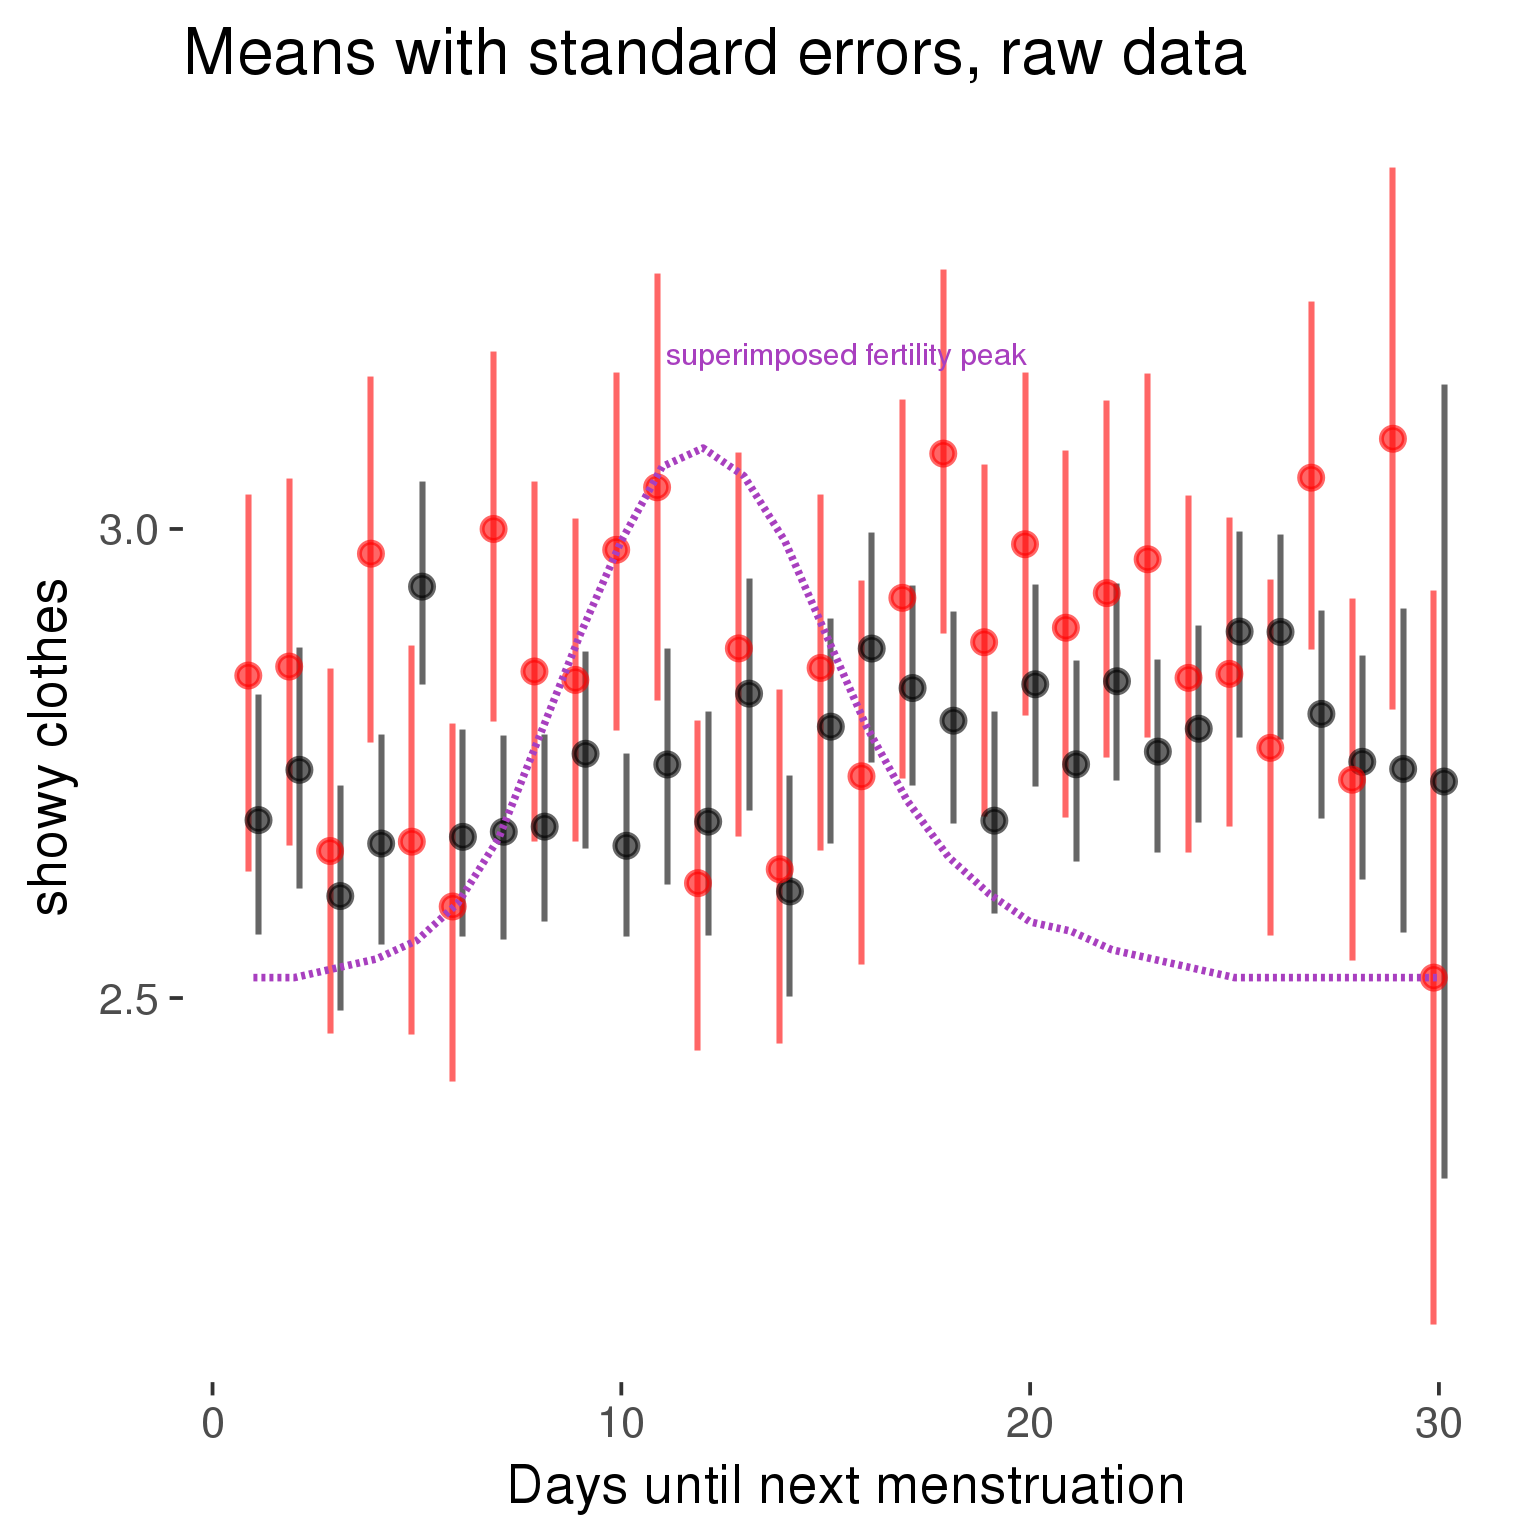 Means with standard errors, raw data
superimposed fertility peak
showy clothes
3.0
2.5
0
10
20
30
Days until next menstruation